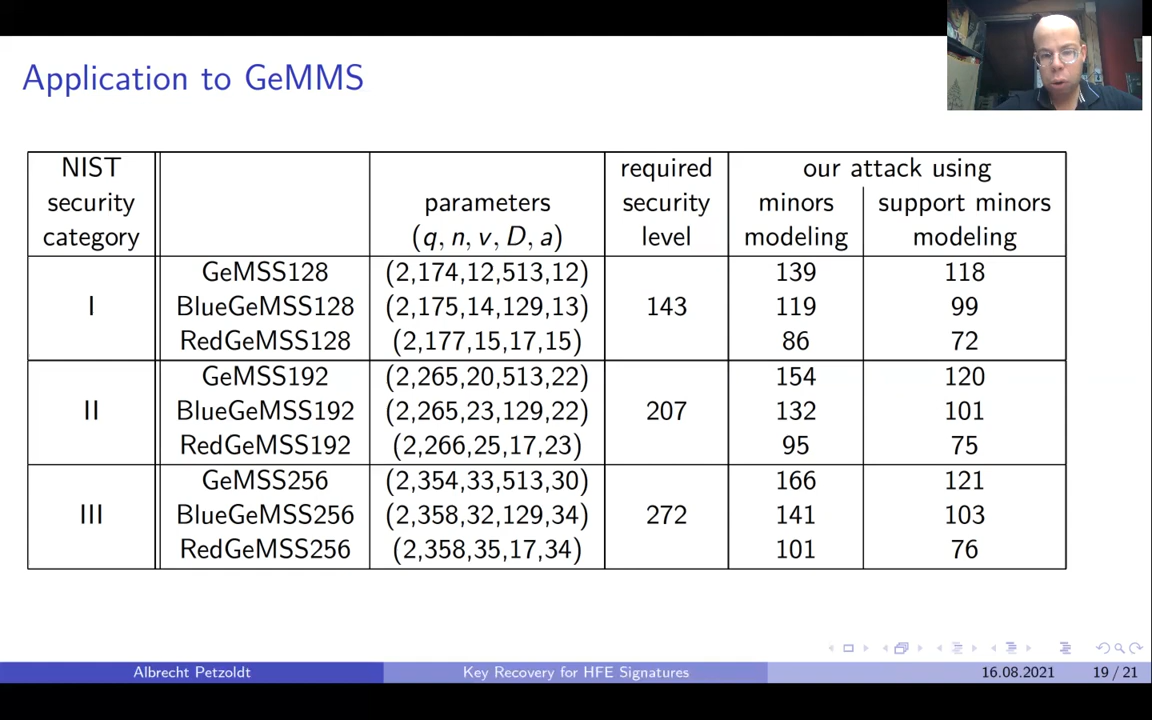 Application to GeMMS
NIST security category | | parameters (q, n, v, D, a) | required security level | our attack using minors modeling | support minors modeling
I | GeMSS128 | (2,174,12,513,12) | 143 | 139 | 118
BlueGeMSS128 | (2,175,14,129,13) | 119 | 99
RedGeMSS128 | (2,177,15,17,15) | 86 | 72
II | GeMSS192 | (2,265,20,513,22) | 207 | 154 | 120
BlueGeMSS192 | (2,265,23,129,22) | 132 | 101
RedGeMSS192 | (2,266,25,17,23) | 95 | 75
III | GeMSS256 | (2,354,33,513,30) | 272 | 166 | 121
BlueGeMSS256 | (2,358,32,129,34) | 141 | 103
RedGeMSS256 | (2,358,35,17,34) | 101 | 76
Albrecht Petzoldt Key Recovery for HFE Signatures 16.08.2021 19 / 21